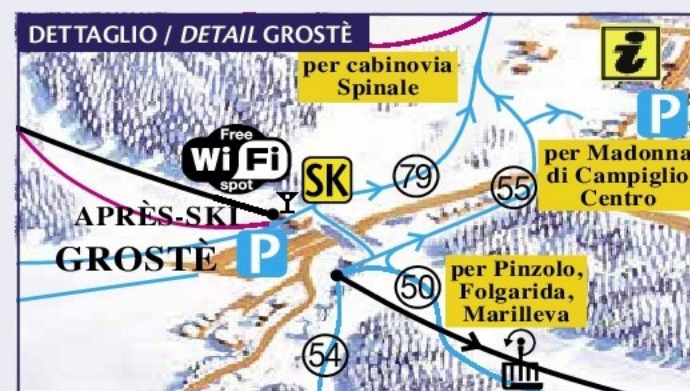 DETTAGLIO / DETAIL GROSTÈ
per cabinovia
Spinale
i
P
Free
WiFi
spot
SK
79
55
per Madonna
di Campiglio
Centro
APRÈS-SKI
GROSTÈ
P
50
per Pinzolo,
Folgarida,
Marilleva
54